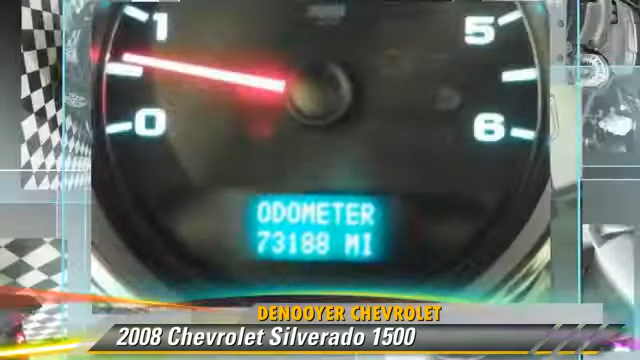 1
5
0
6
ODOMETER
73188 MI
DENOOYER CHEVROLET
2008 Chevrolet Silverado 1500